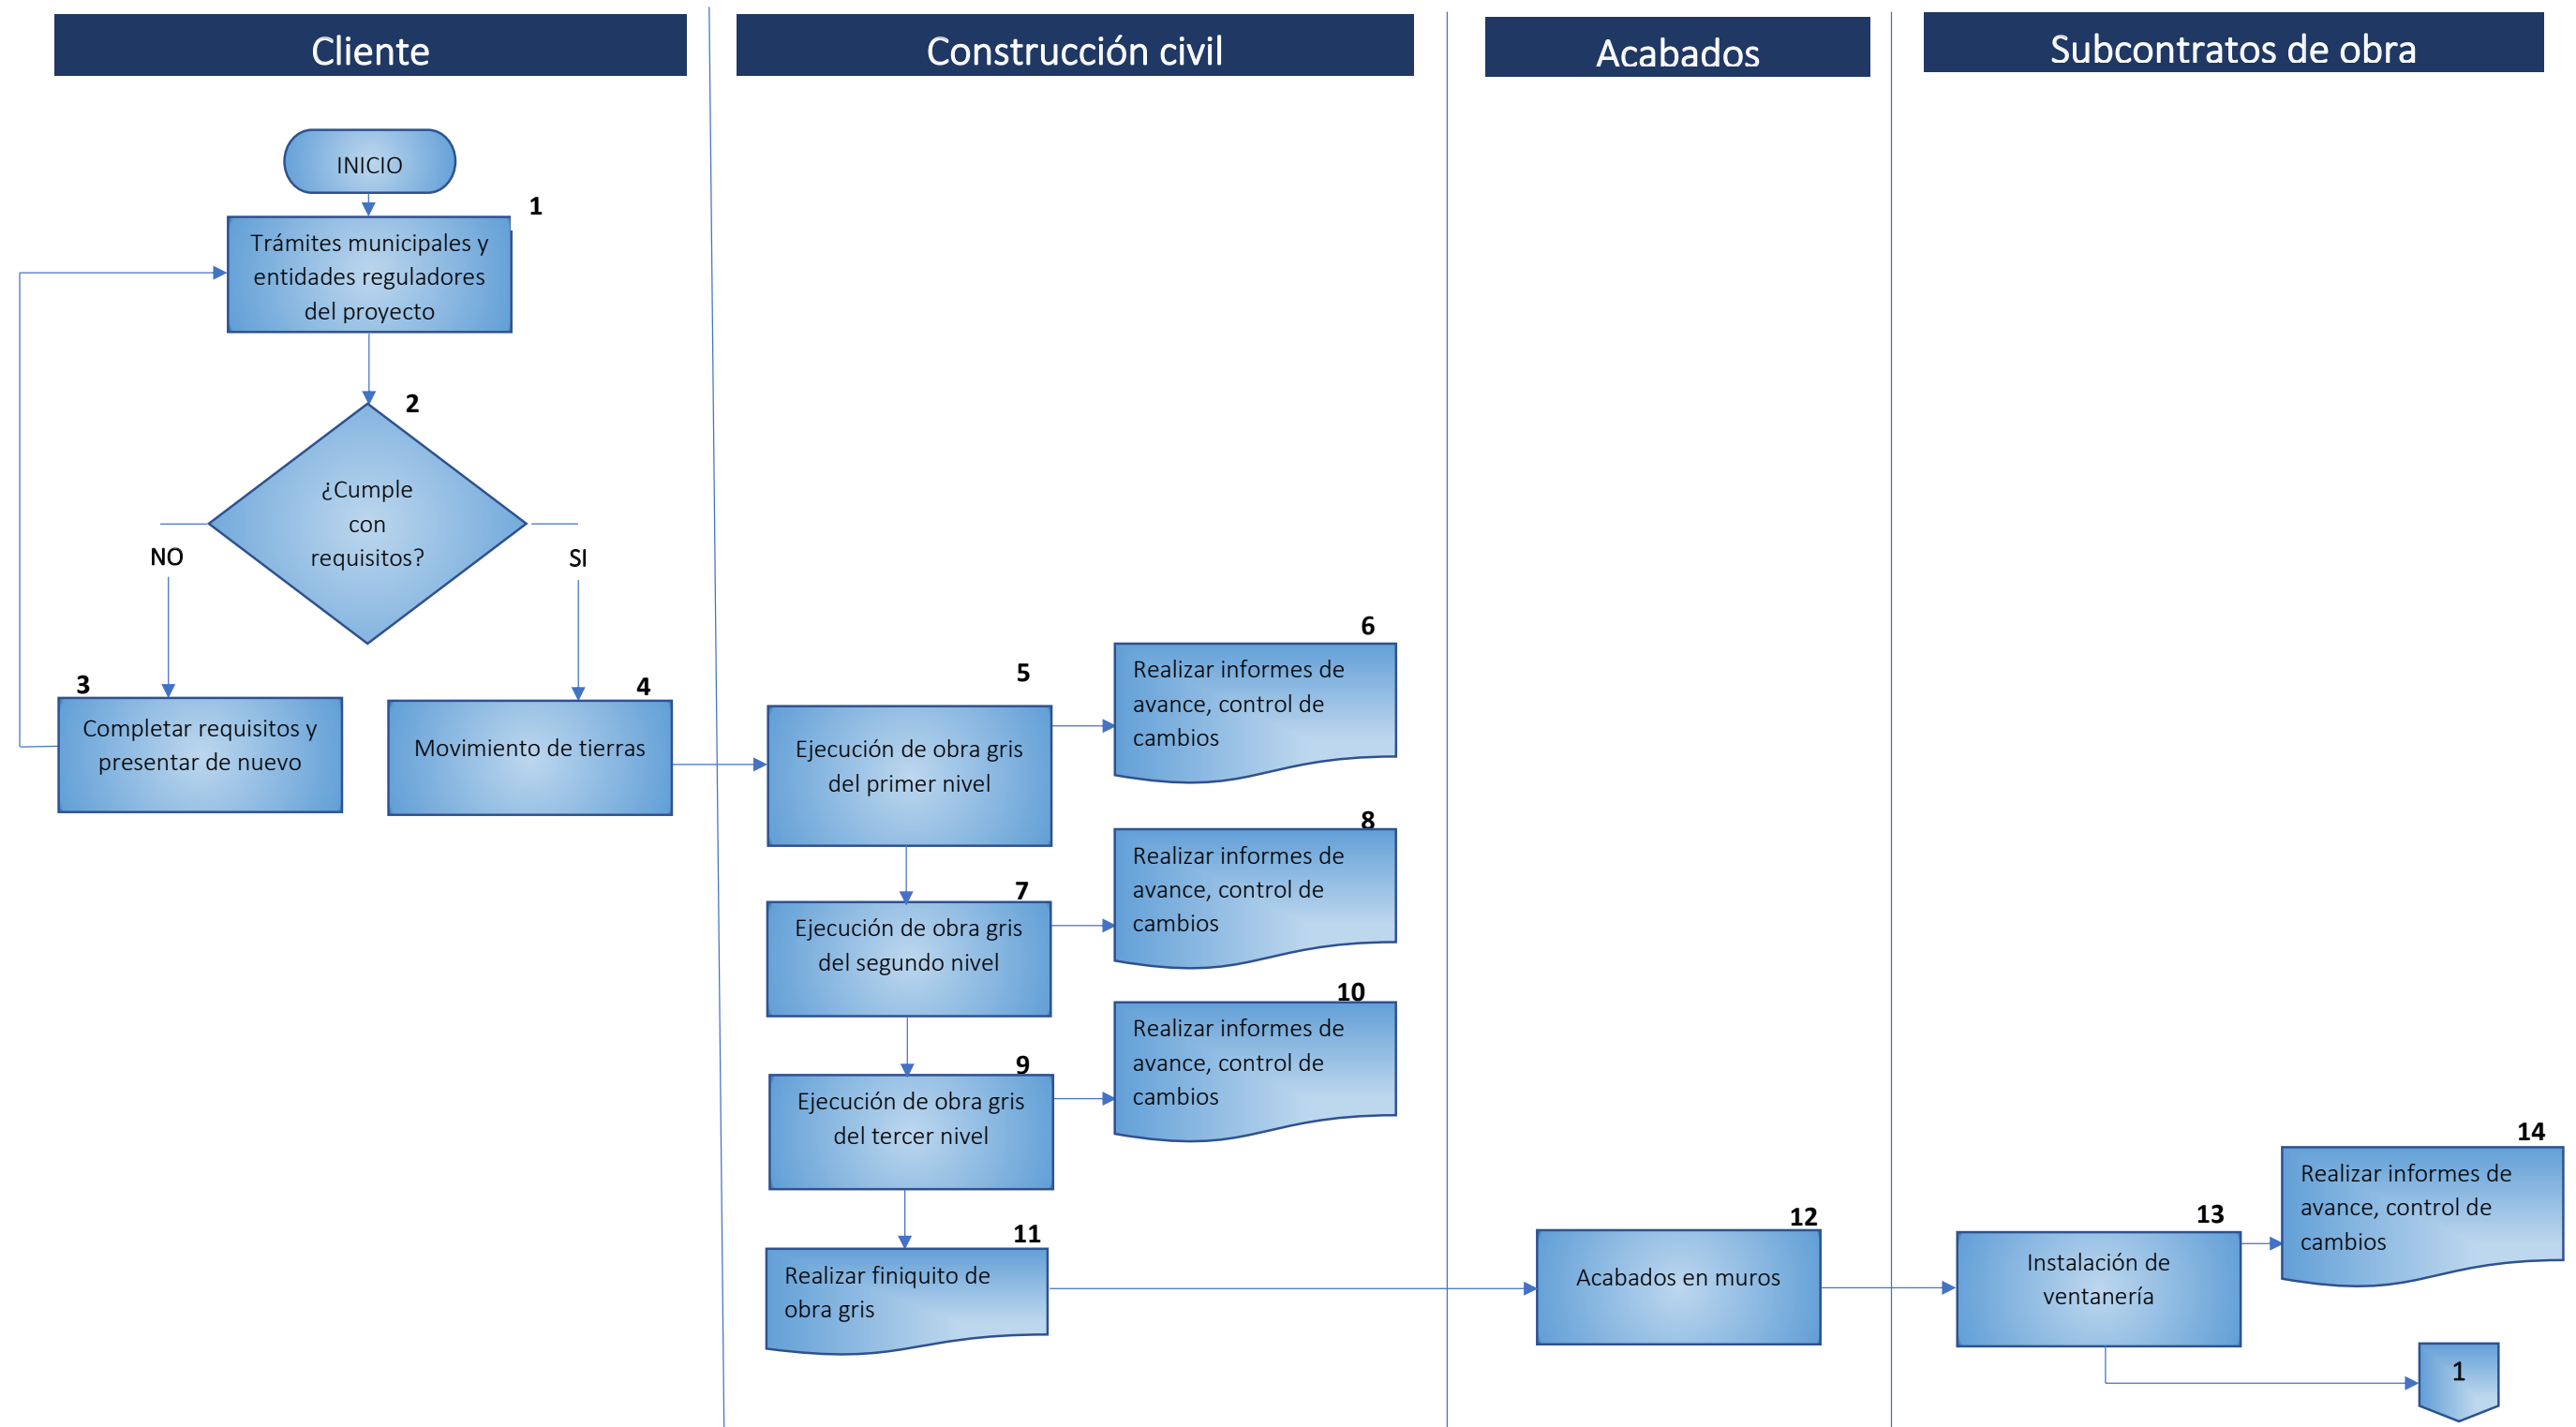 Cliente
Construcción civil
Acabados
Subcontratos de obra
INICIO
1
Trámites municipales y
entidades reguladores
del proyecto
2
¿Cumple
con
requisitos?
NO
SI
3
Completar requisitos y
presentar de nuevo
4
Movimiento de tierras
5
Ejecución de obra gris
del primer nivel
6
Realizar informes de
avance, control de
cambios
7
Ejecución de obra gris
del segundo nivel
8
Realizar informes de
avance, control de
cambios
9
Ejecución de obra gris
del tercer nivel
10
Realizar informes de
avance, control de
cambios
11
Realizar finiquito de
obra gris
12
Acabados en muros
13
Instalación de
ventanería
14
Realizar informes de
avance, control de
cambios
1